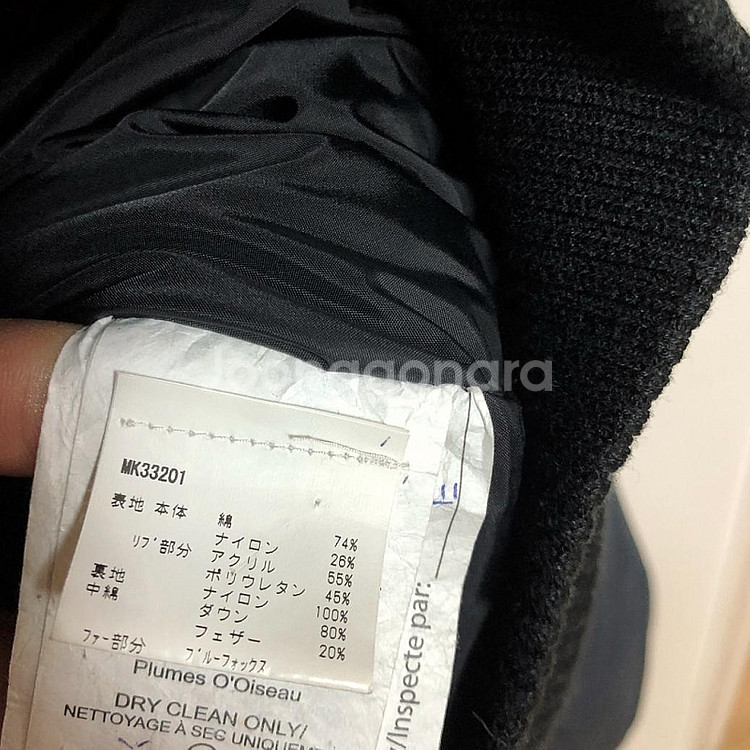 joonggonara
MK33201
表地 本体 綿 74%
ナイロン 26%
リブ部分 アクリル 55%
ポリウレタン 45%
裏地 ナイロン 100%
中綿 ダウン 80%
フェザー 20%
ファー部分 ブルーフォックス
Plumes O'Oiseau
DRY CLEAN ONLY/
NETTOYAGE À SEC UNIQUEM
/Inspecte par: